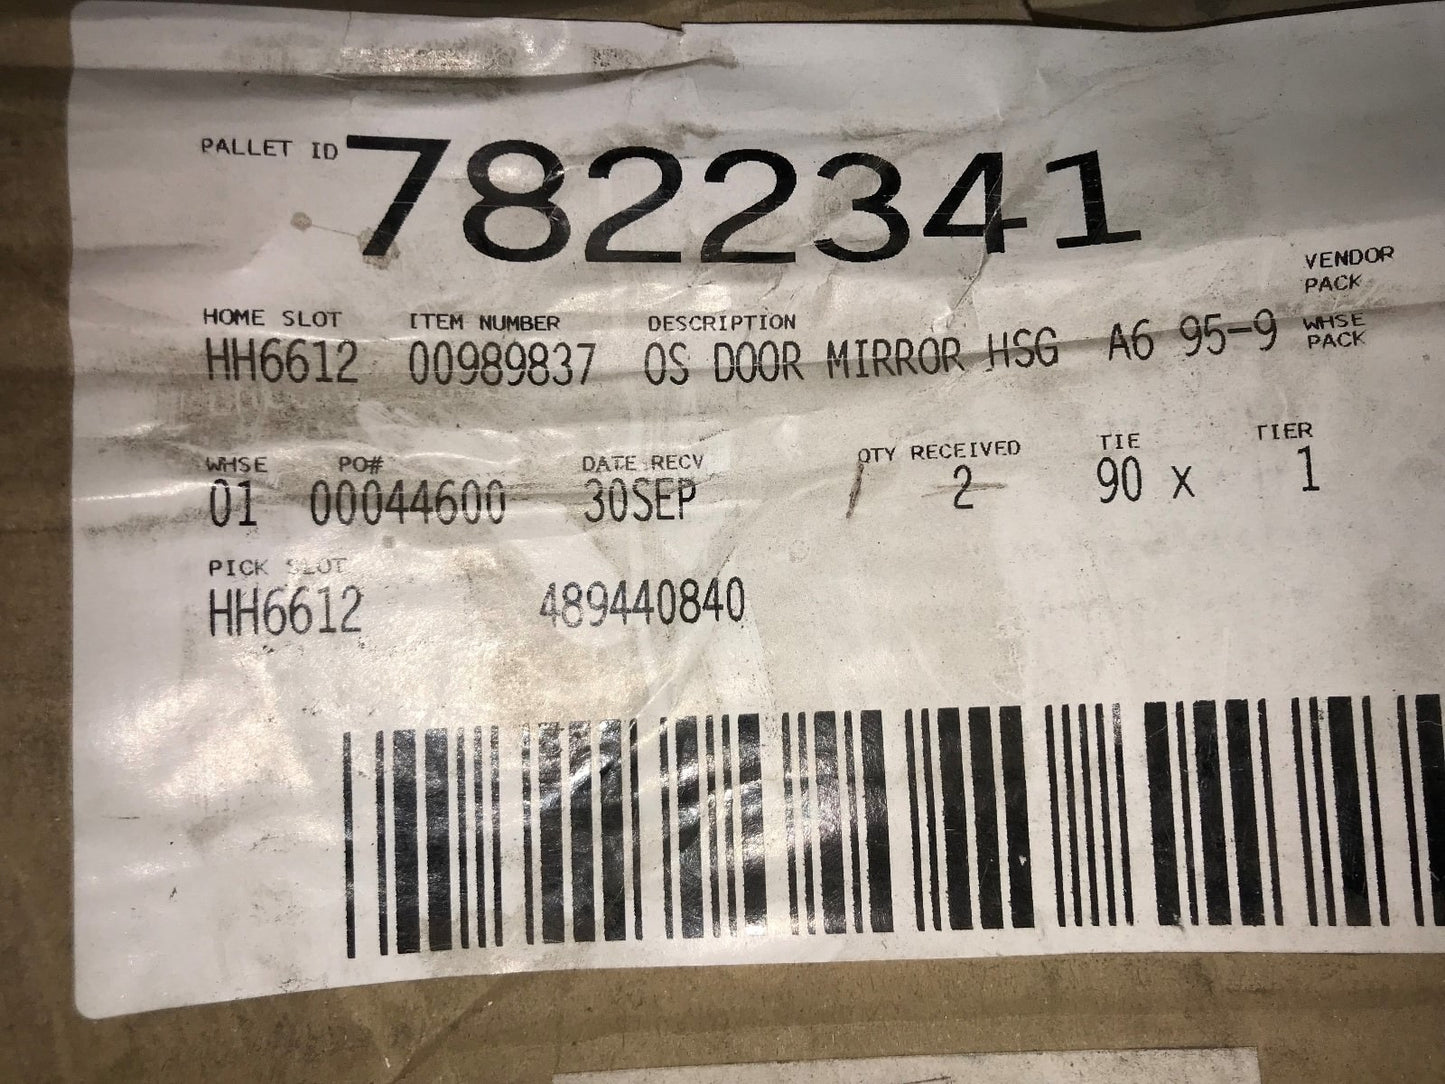 PALLET ID 7822341
VENDOR
PACK
HOME SLOT ITEM NUMBER DESCRIPTION
HH6612 00989837 OS DOOR MIRROR HSG A6 95-9
WHSE
PACK
WHSE PO# DATE RECV QTY RECEIVED TIE TIER
01 00044600 30SEP 2 90 X 1
PICK SLOT
HH6612 489440840